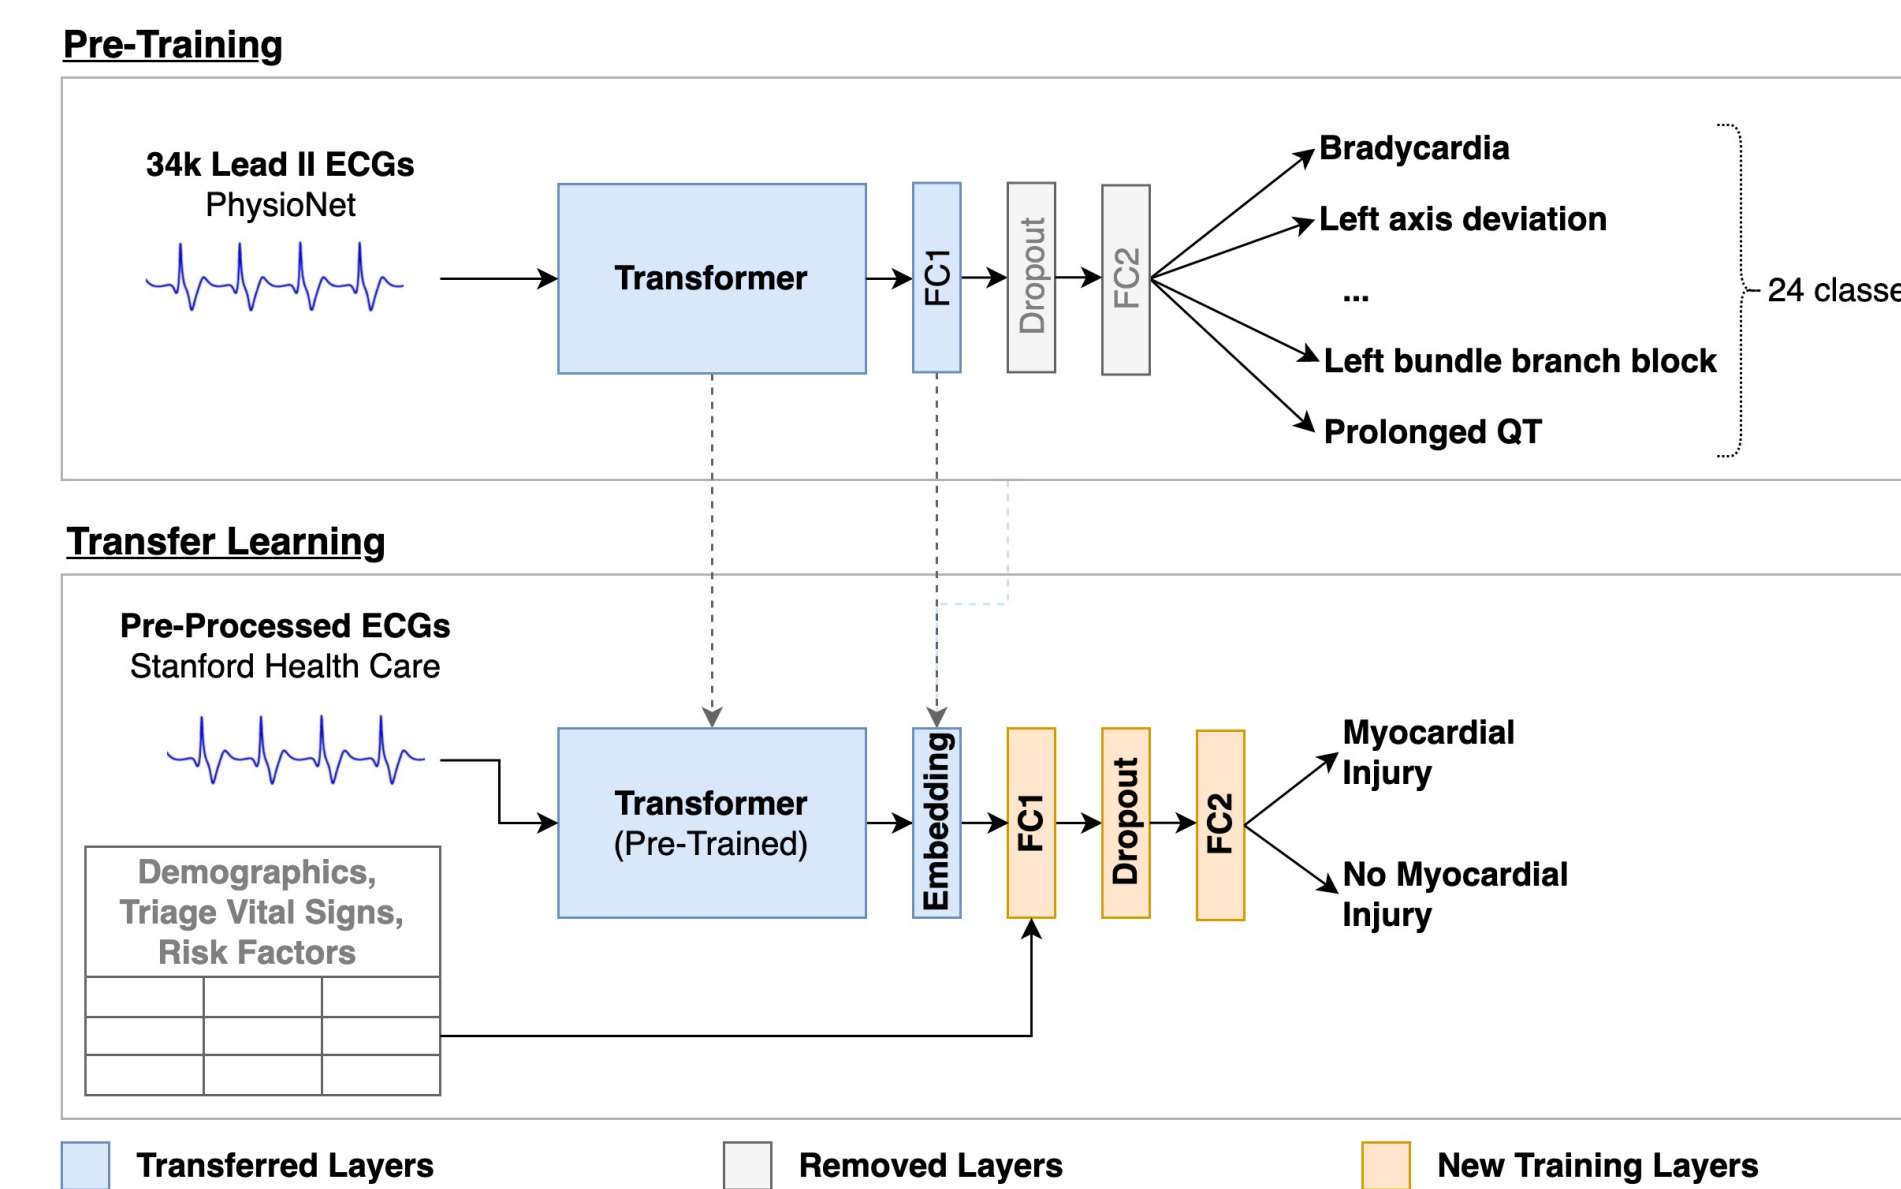 Pre-Training
34k Lead II ECGs
PhysioNet
Transformer
FC1
Dropout
FC2
Bradycardia
Left axis deviation
...
Left bundle branch block
Prolonged QT
24 classe
Transfer Learning
Pre-Processed ECGs
Stanford Health Care
Demographics,
Triage Vital Signs,
Risk Factors
Transformer
(Pre-Trained)
Embedding
FC1
Dropout
FC2
Myocardial
Injury
No Myocardial
Injury
Transferred Layers
Removed Layers
New Training Layers